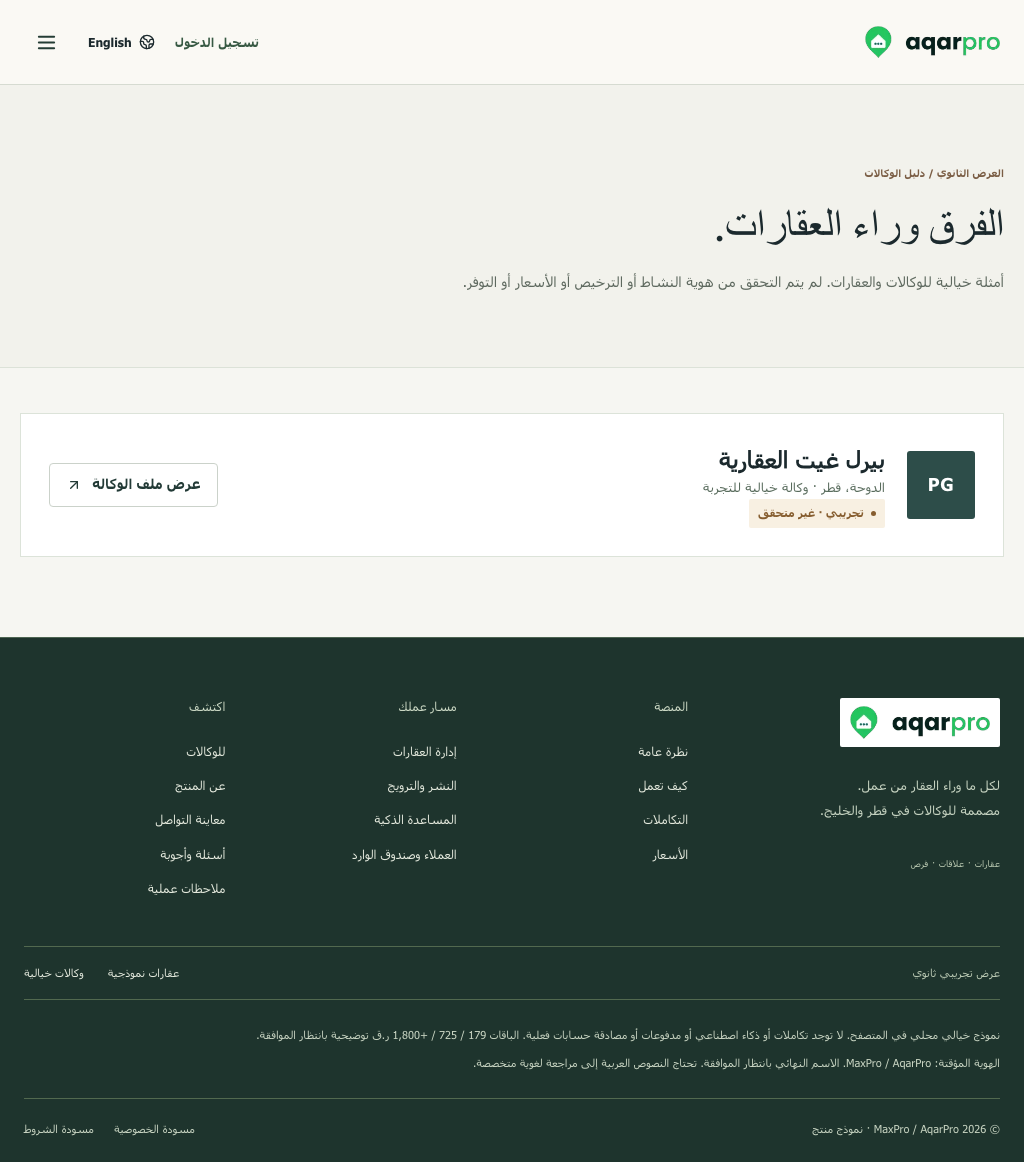 aqarpro
تسجيل الدخول
English
العرض الثانوي / دليل الوكالات
الفرق وراء العقارات.
أمثلة خيالية للوكالات والعقارات. لم يتم التحقق من هوية النشاط أو الترخيص أو الأسعار أو التوفر.
PG
بيرل غيت العقارية
الدوحة، قطر · وكالة خيالية للتجربة
تجريبي · غير متحقق
عرض ملف الوكالة
aqarpro
لكل ما وراء العقار من عمل.
مصممة للوكالات في قطر والخليج.
عقارات · علاقات · فرص
المنصة
نظرة عامة
كيف تعمل
التكاملات
الأسعار
مسار عملك
إدارة العقارات
النشر والترويج
المساعدة الذكية
العملاء وصندوق الوارد
اكتشف
للوكالات
عن المنتج
معاينة التواصل
أسئلة وأجوبة
ملاحظات عملية
عرض تجريبي ثانوي
عقارات نموذجية
وكالات خيالية
نموذج خيالي محلي في المتصفح. لا توجد تكاملات أو ذكاء اصطناعي أو مدفوعات أو مصادقة حسابات فعلية. الباقات 179 / 725 / +1,800 ر.ق توضيحية بانتظار الموافقة.
الهوية المؤقتة: MaxPro / AqarPro. الاسم النهائي بانتظار الموافقة. تحتاج النصوص العربية إلى مراجعة لغوية متخصصة.
© 2026 MaxPro / AqarPro · نموذج منتج
مسودة الخصوصية
مسودة الشروط